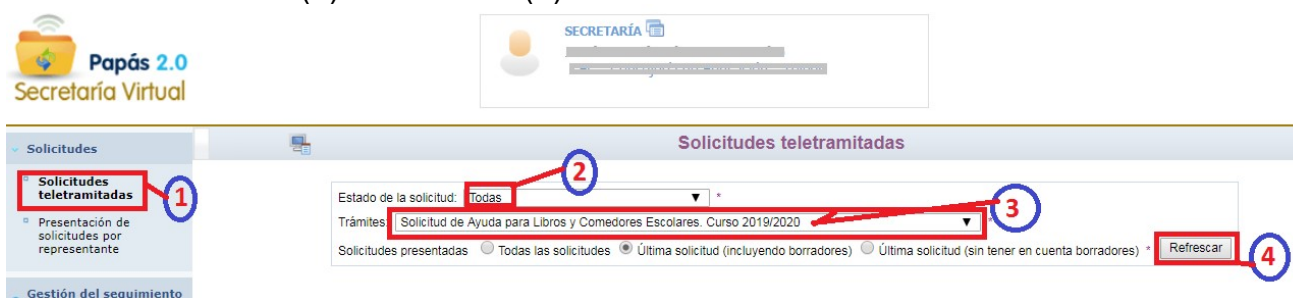 SECRETARÍA
Papás 2.0
Secretaría Virtual
Solicitudes
Solicitudes teletramitadas
Solicitudes
teletramitadas
1
2
Estado de la solicitud: Todas ▼ *
Trámites: Solicitud de Ayuda para Libros y Comedores Escolares. Curso 2019/2020 ▼ *
3
Presentación de
solicitudes por
representante
Solicitudes presentadas Todas las solicitudes Última solicitud (incluyendo borradores) Última solicitud (sin tener en cuenta borradores) * Refrescar
4
Gestión del seguimiento